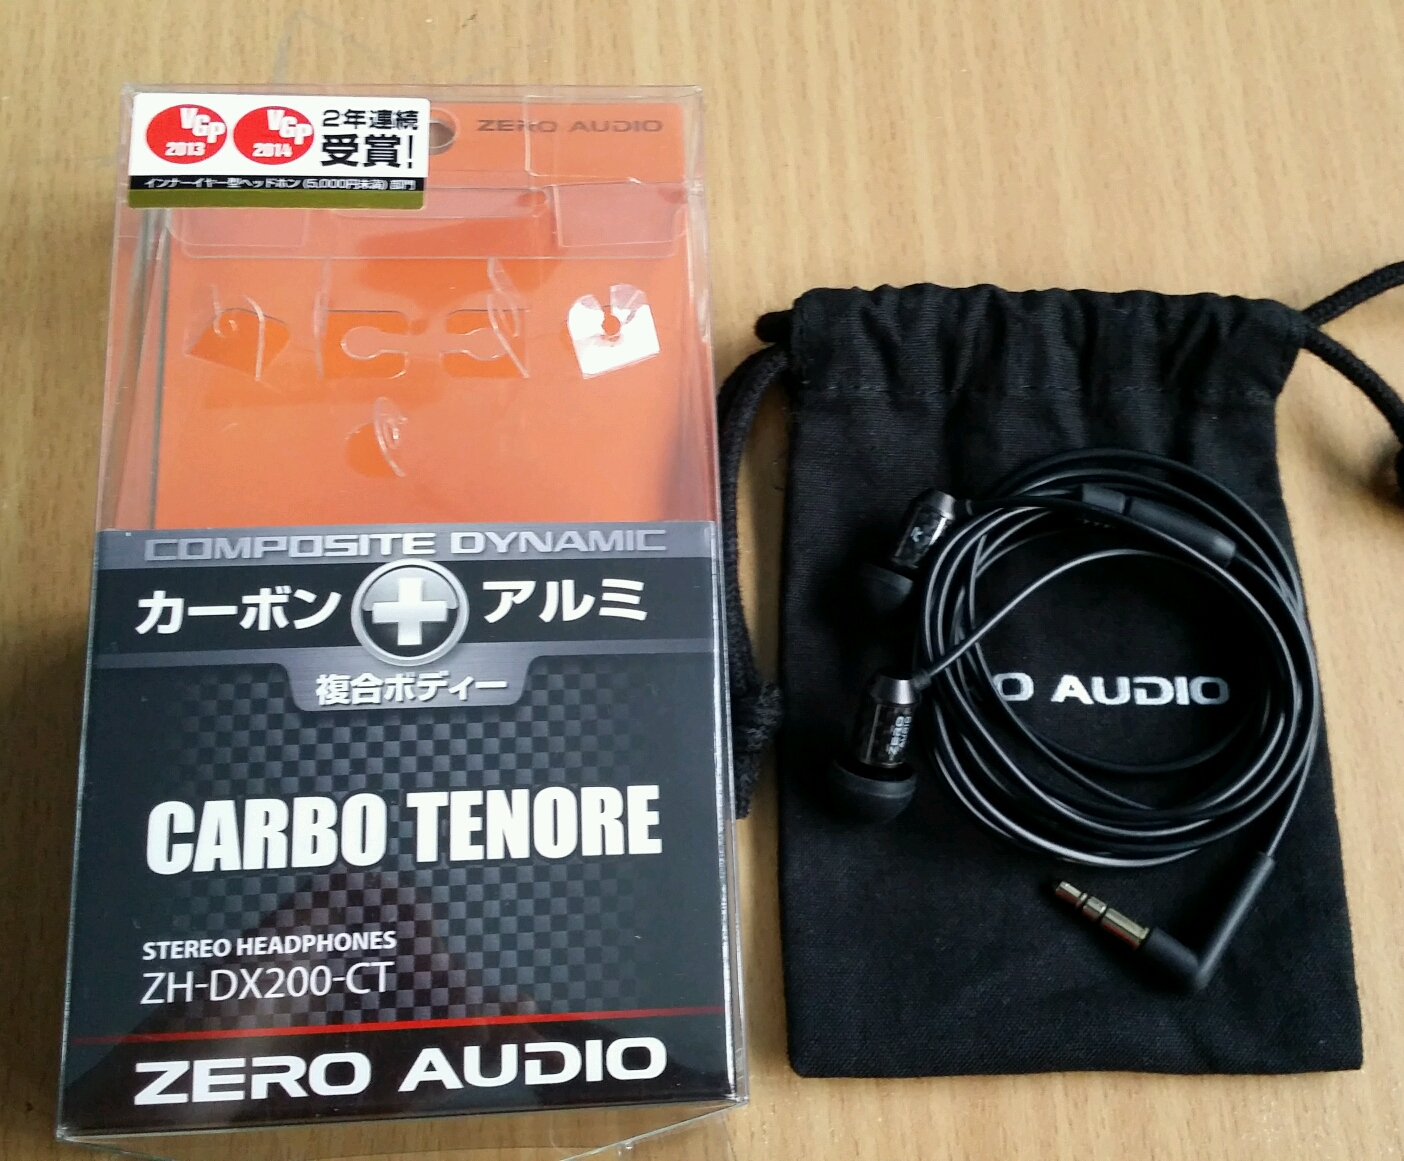 VGP
2013
VGP
2014
2年連続
受賞!
インナーイヤー型ヘッドホン(5,000円未満)部門
ZERO AUDIO
COMPOSITE DYNAMIC
カーボン
アルミ
複合ボディー
CARBO TENORE
STEREO HEADPHONES
ZH-DX200-CT
ZERO AUDIO
R
ZERO
AUDIO
O AUDIO